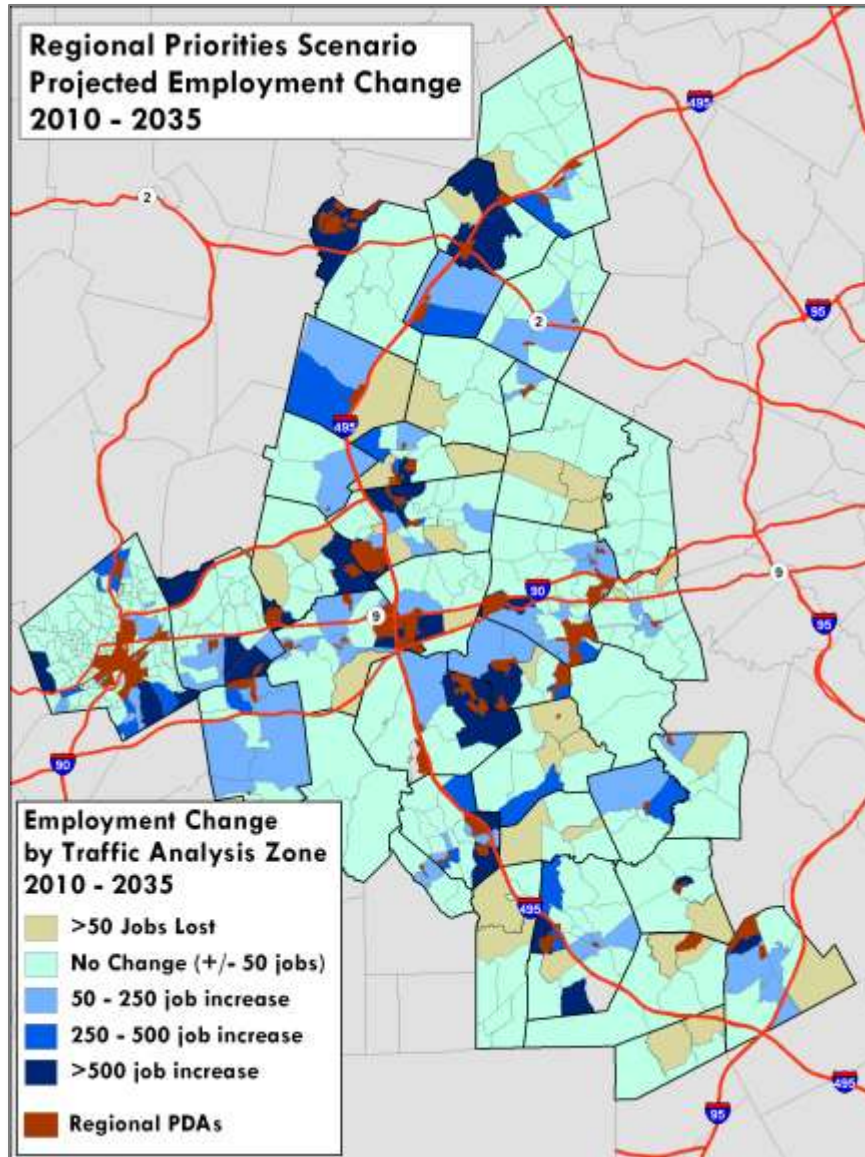 Regional Priorities Scenario
Projected Employment Change
2010 - 2035
495
2
95
2
495
90
9
9
95
90
495
95
495
Employment Change
by Traffic Analysis Zone
2010 - 2035
>50 Jobs Lost
No Change (+/- 50 jobs)
50 - 250 job increase
250 - 500 job increase
>500 job increase
Regional PDAs